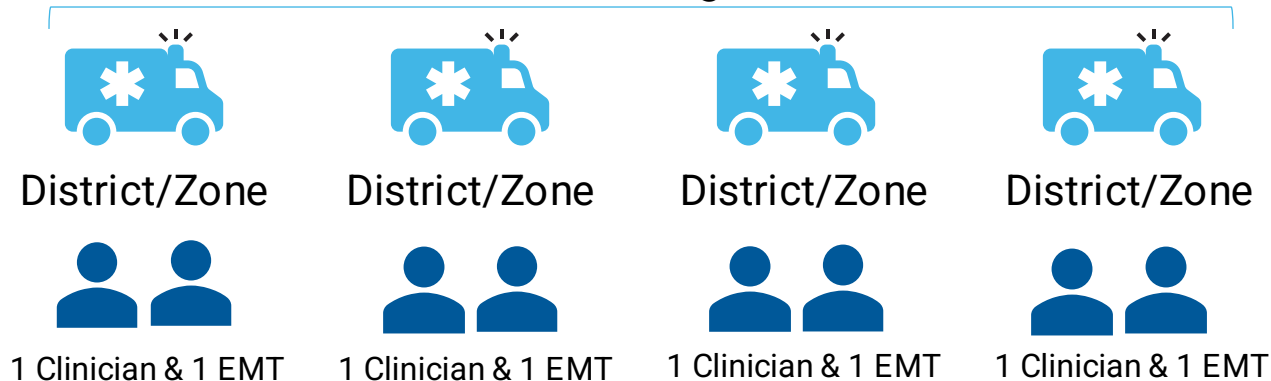 District/Zone District/Zone District/Zone District/Zone
1 Clinician & 1 EMT 1 Clinician & 1 EMT 1 Clinician & 1 EMT 1 Clinician & 1 EMT